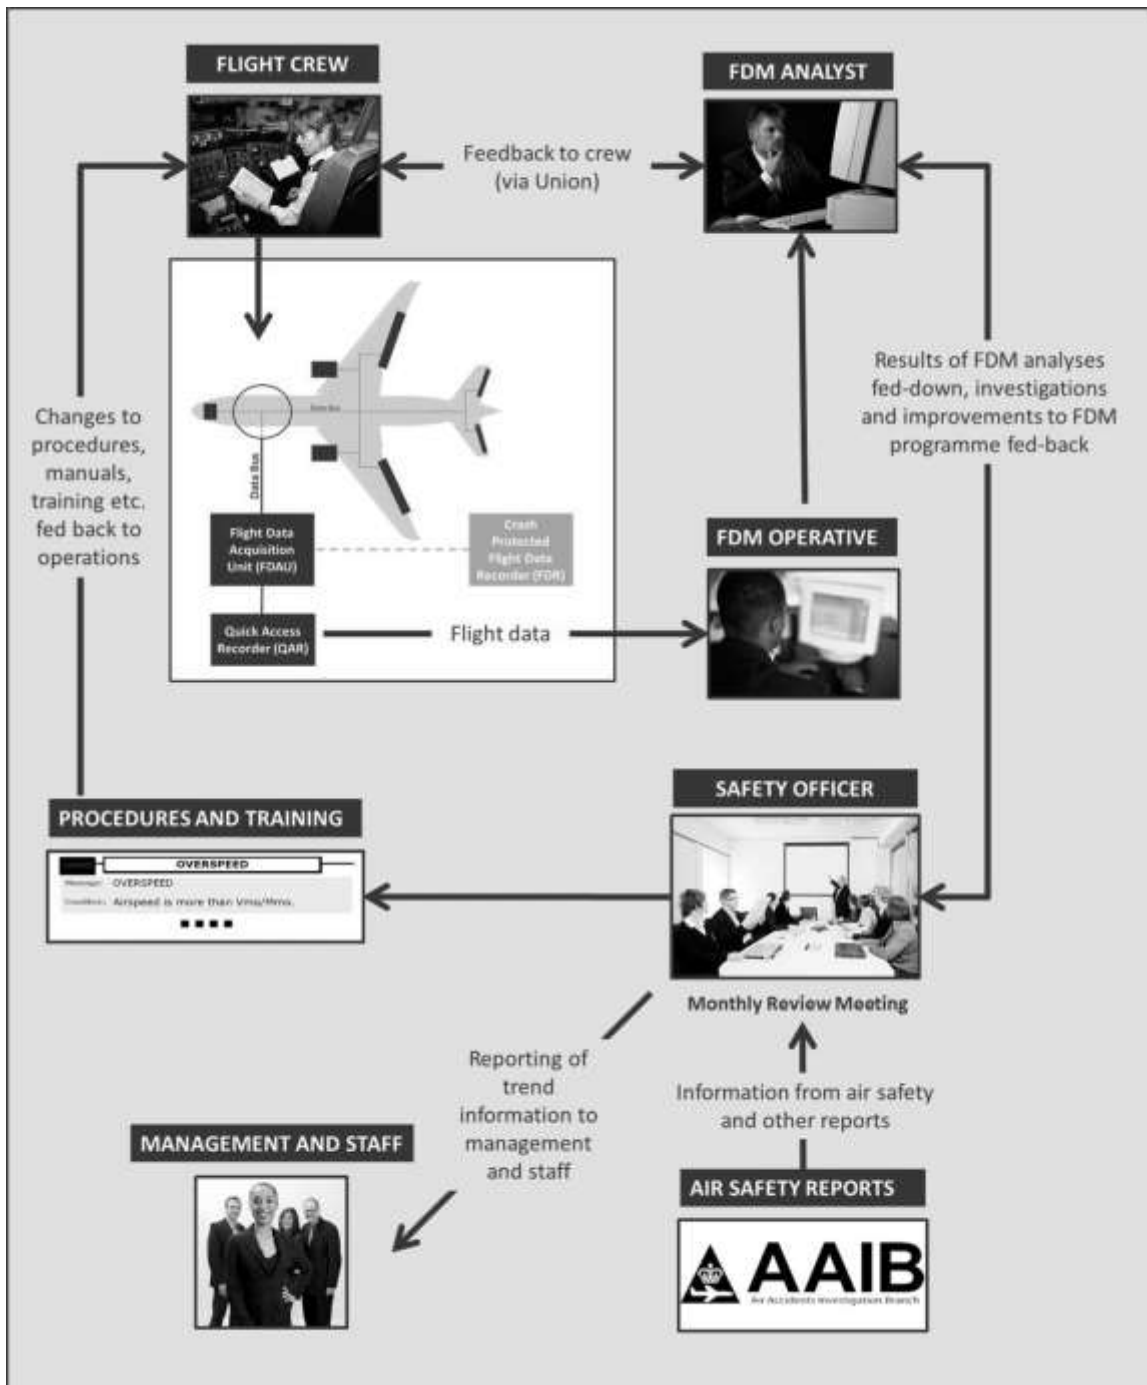 FLIGHT CREW
FDM ANALYST
Feedback to crew
(via Union)
Changes to
procedures,
manuals,
training etc.
fed back to
operations
Data Bus
Data Bus
Flight Data
Acquisition
Unit (FDAU)
Crash
Protected
Flight Data
Recorder (FDR)
Quick Access
Recorder (QAR)
Flight data
Results of FDM analyses
fed-down, investigations
and improvements to FDM
programme fed-back
FDM OPERATIVE
PROCEDURES AND TRAINING
OVERSPEED
Message: OVERSPEED
Condition: Airspeed is more than Vmo/Mmo.
SAFETY OFFICER
Monthly Review Meeting
Reporting of
trend
information to
management
and staff
Information from air safety
and other reports
MANAGEMENT AND STAFF
AIR SAFETY REPORTS
AAIB
Air Accidents Investigation Branch